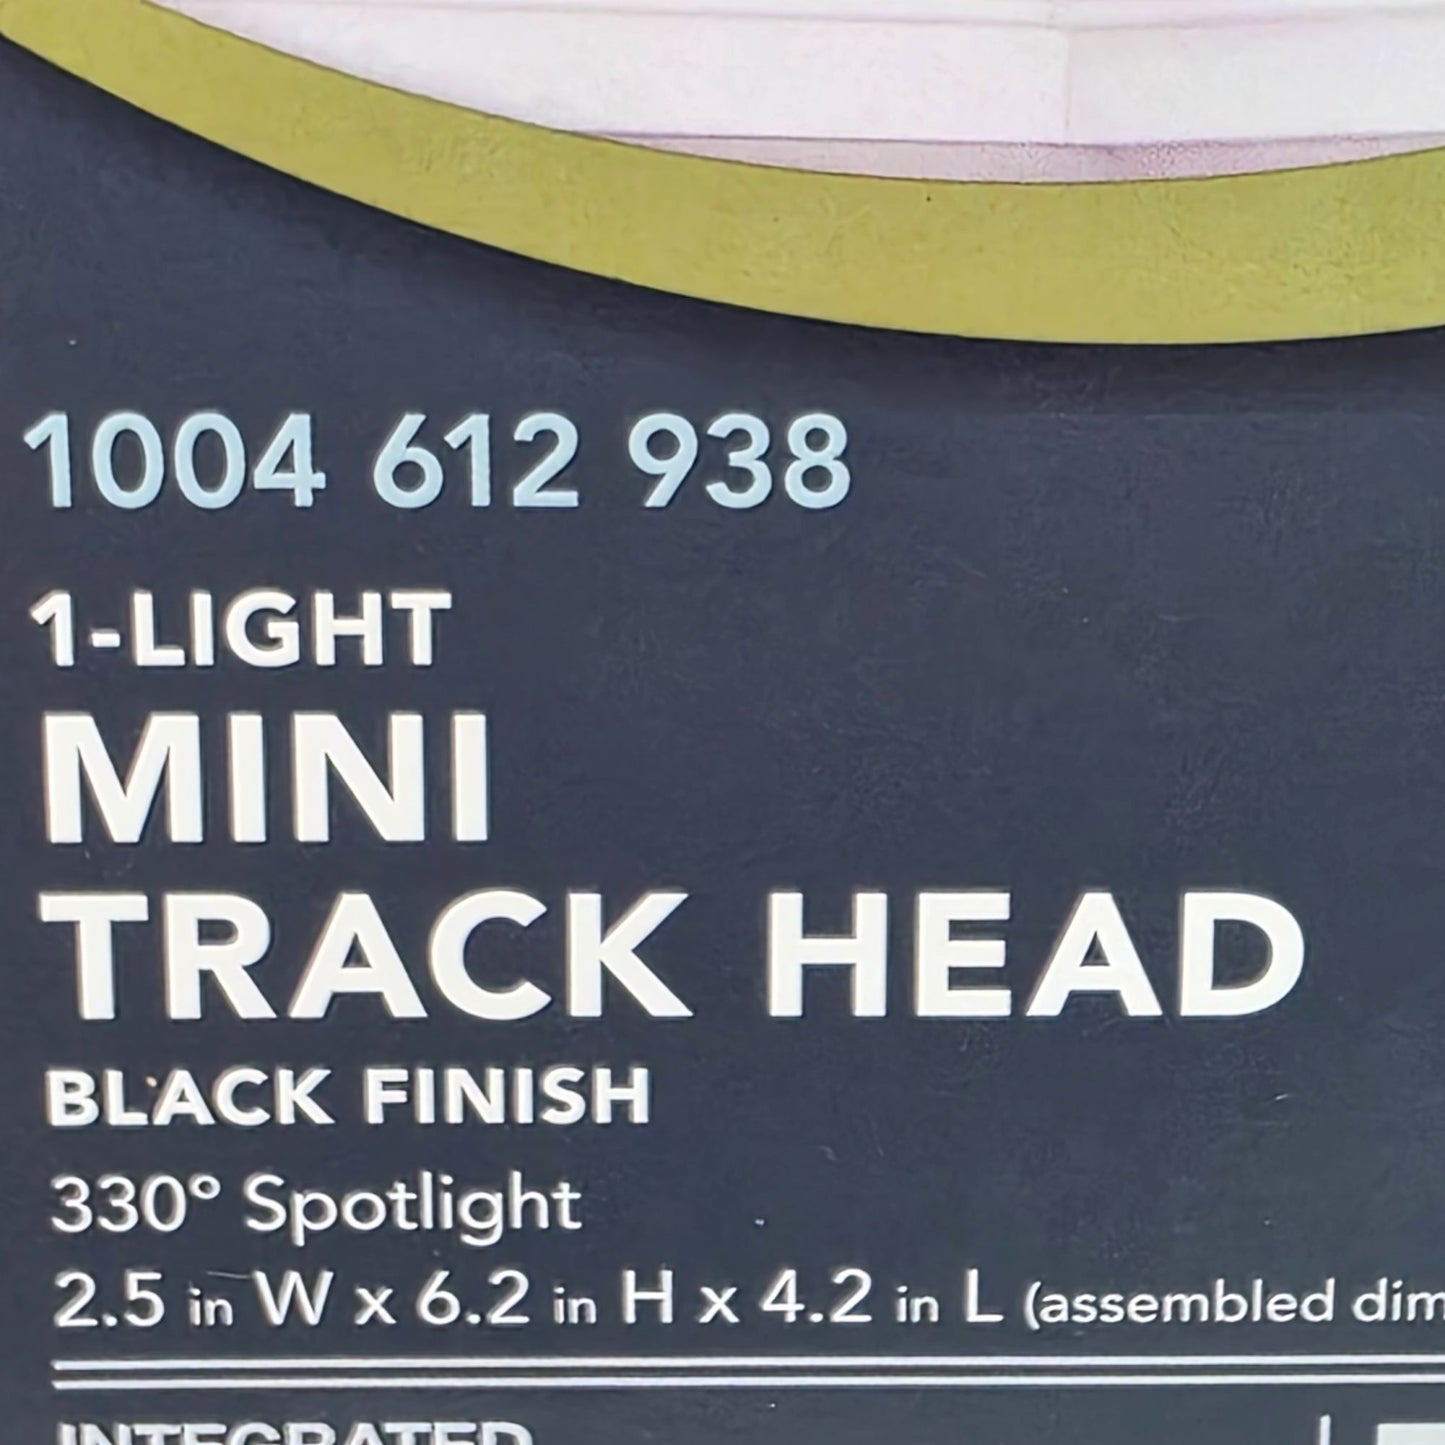 1004 612 938
1-LIGHT
MINI
TRACK HEAD
BLACK FINISH
330° Spotlight
2.5 in W x 6.2 in H x 4.2 in L (assembled dim
INTEGRATED